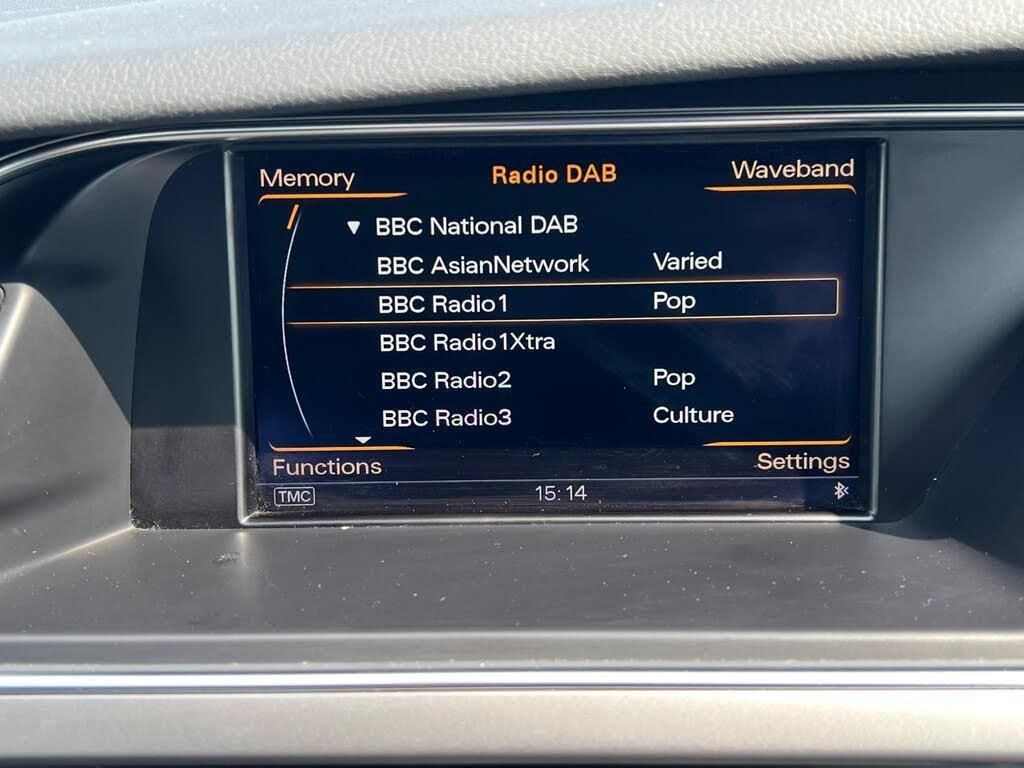 Memory Radio DAB Waveband
BBC National DAB
BBC AsianNetwork Varied
BBC Radio1 Pop
BBC Radio1Xtra
BBC Radio2 Pop
BBC Radio3 Culture
Functions Settings
TMC 15:14